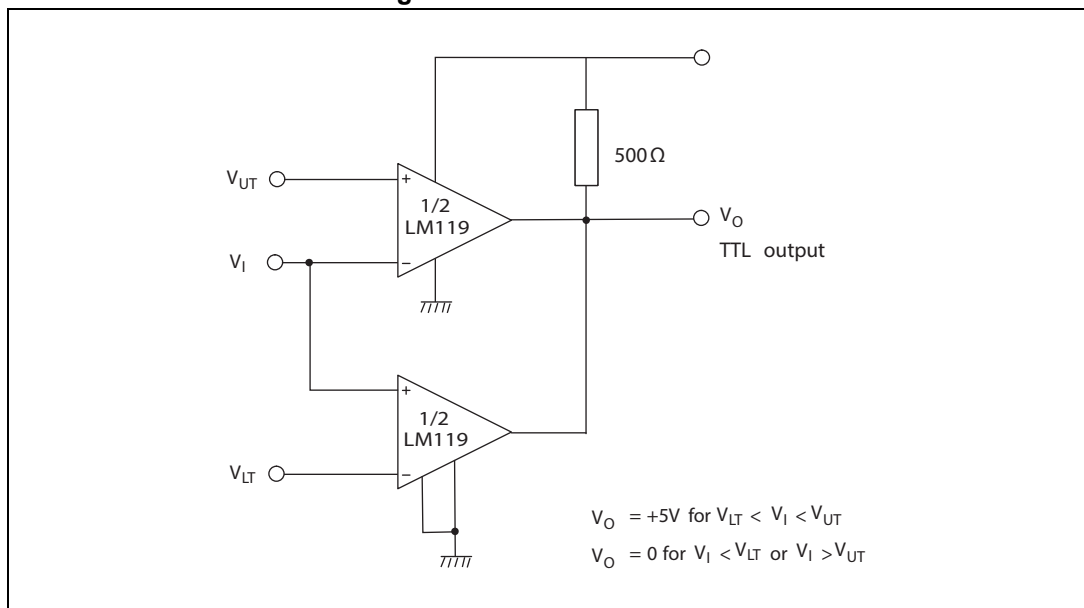 g
500Ω
V_UT
+
1/2
LM119
V_O
TTL output
V_I
−
+
1/2
LM119
V_LT
−
V_O = +5V for V_LT < V_I < V_UT
V_O = 0 for V_I < V_LT or V_I > V_UT